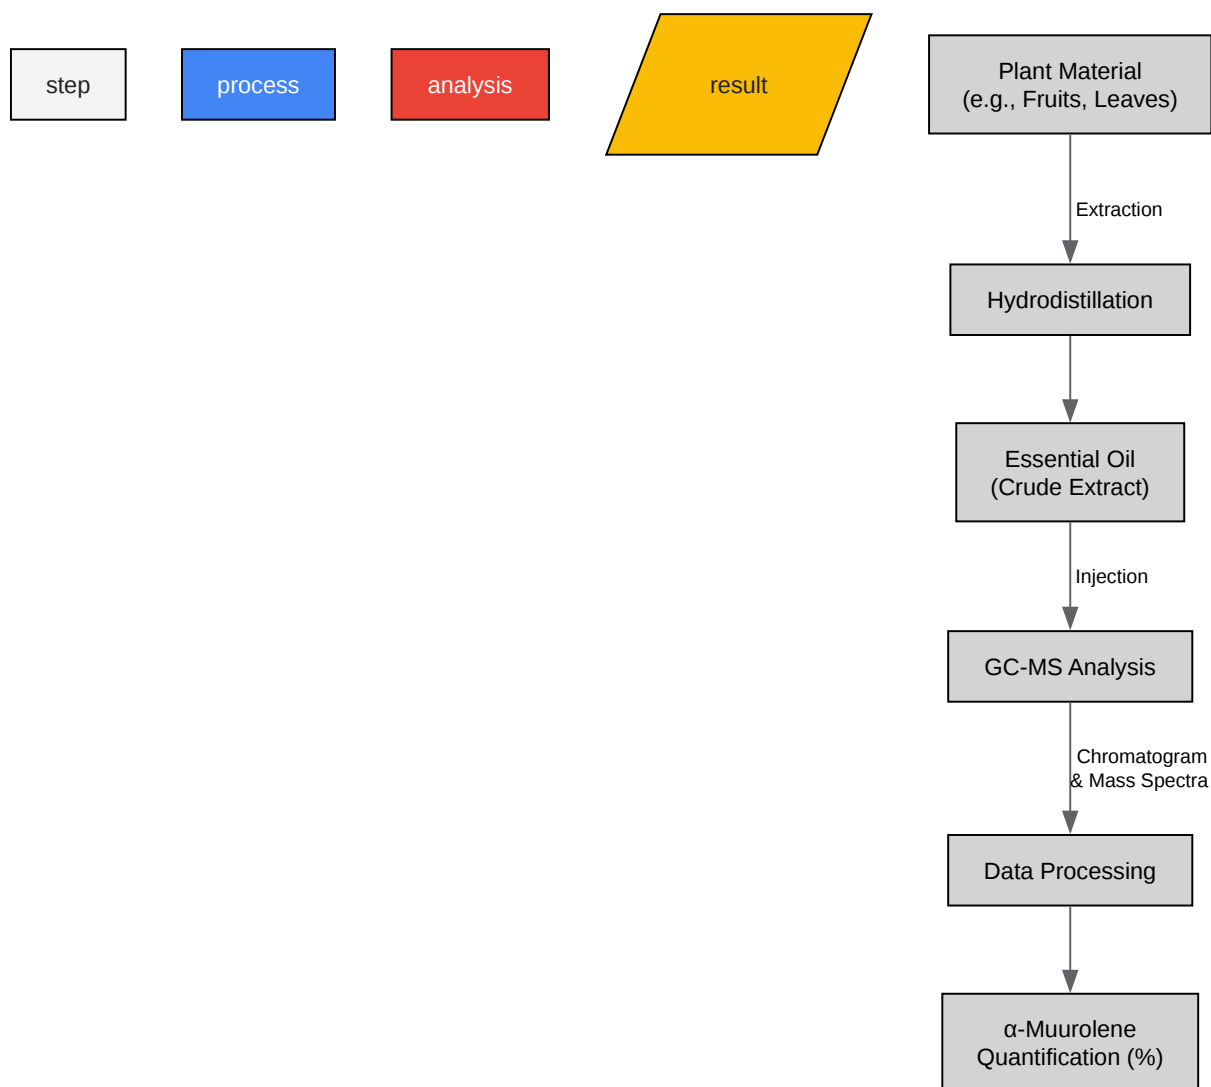 step
process
analysis
result
Plant Material
(e.g., Fruits, Leaves)
Extraction
Hydrodistillation
Essential Oil
(Crude Extract)
Injection
GC-MS Analysis
Chromatogram
& Mass Spectra
Data Processing
α-Muurolene
Quantification (%)